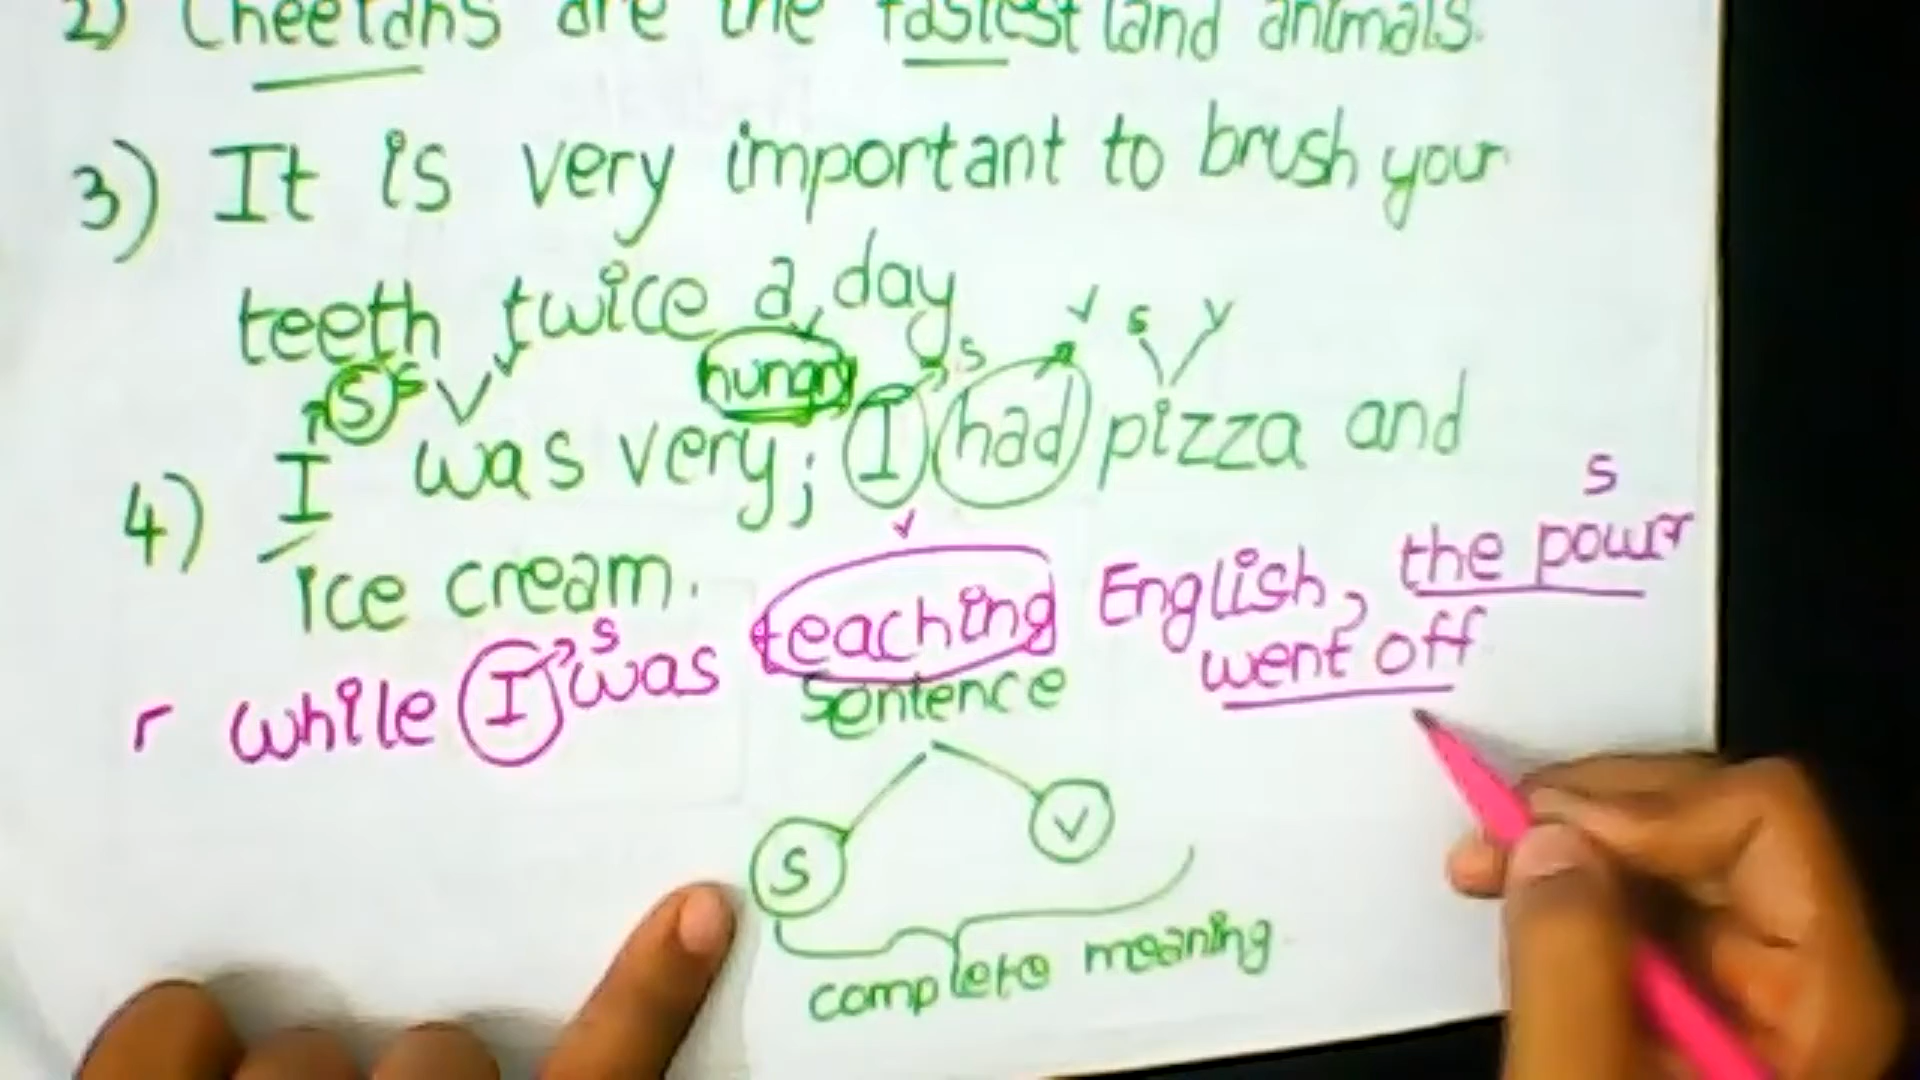 2) Cheetahs are the fastest land animals.
3) It is very important to brush your
teeth twice a day
hungry
S s V s V s V
4) I was very; I had pizza and
ice cream.
S
while I was teaching English, the power
s
went off
Sentence
S V
complete meaning